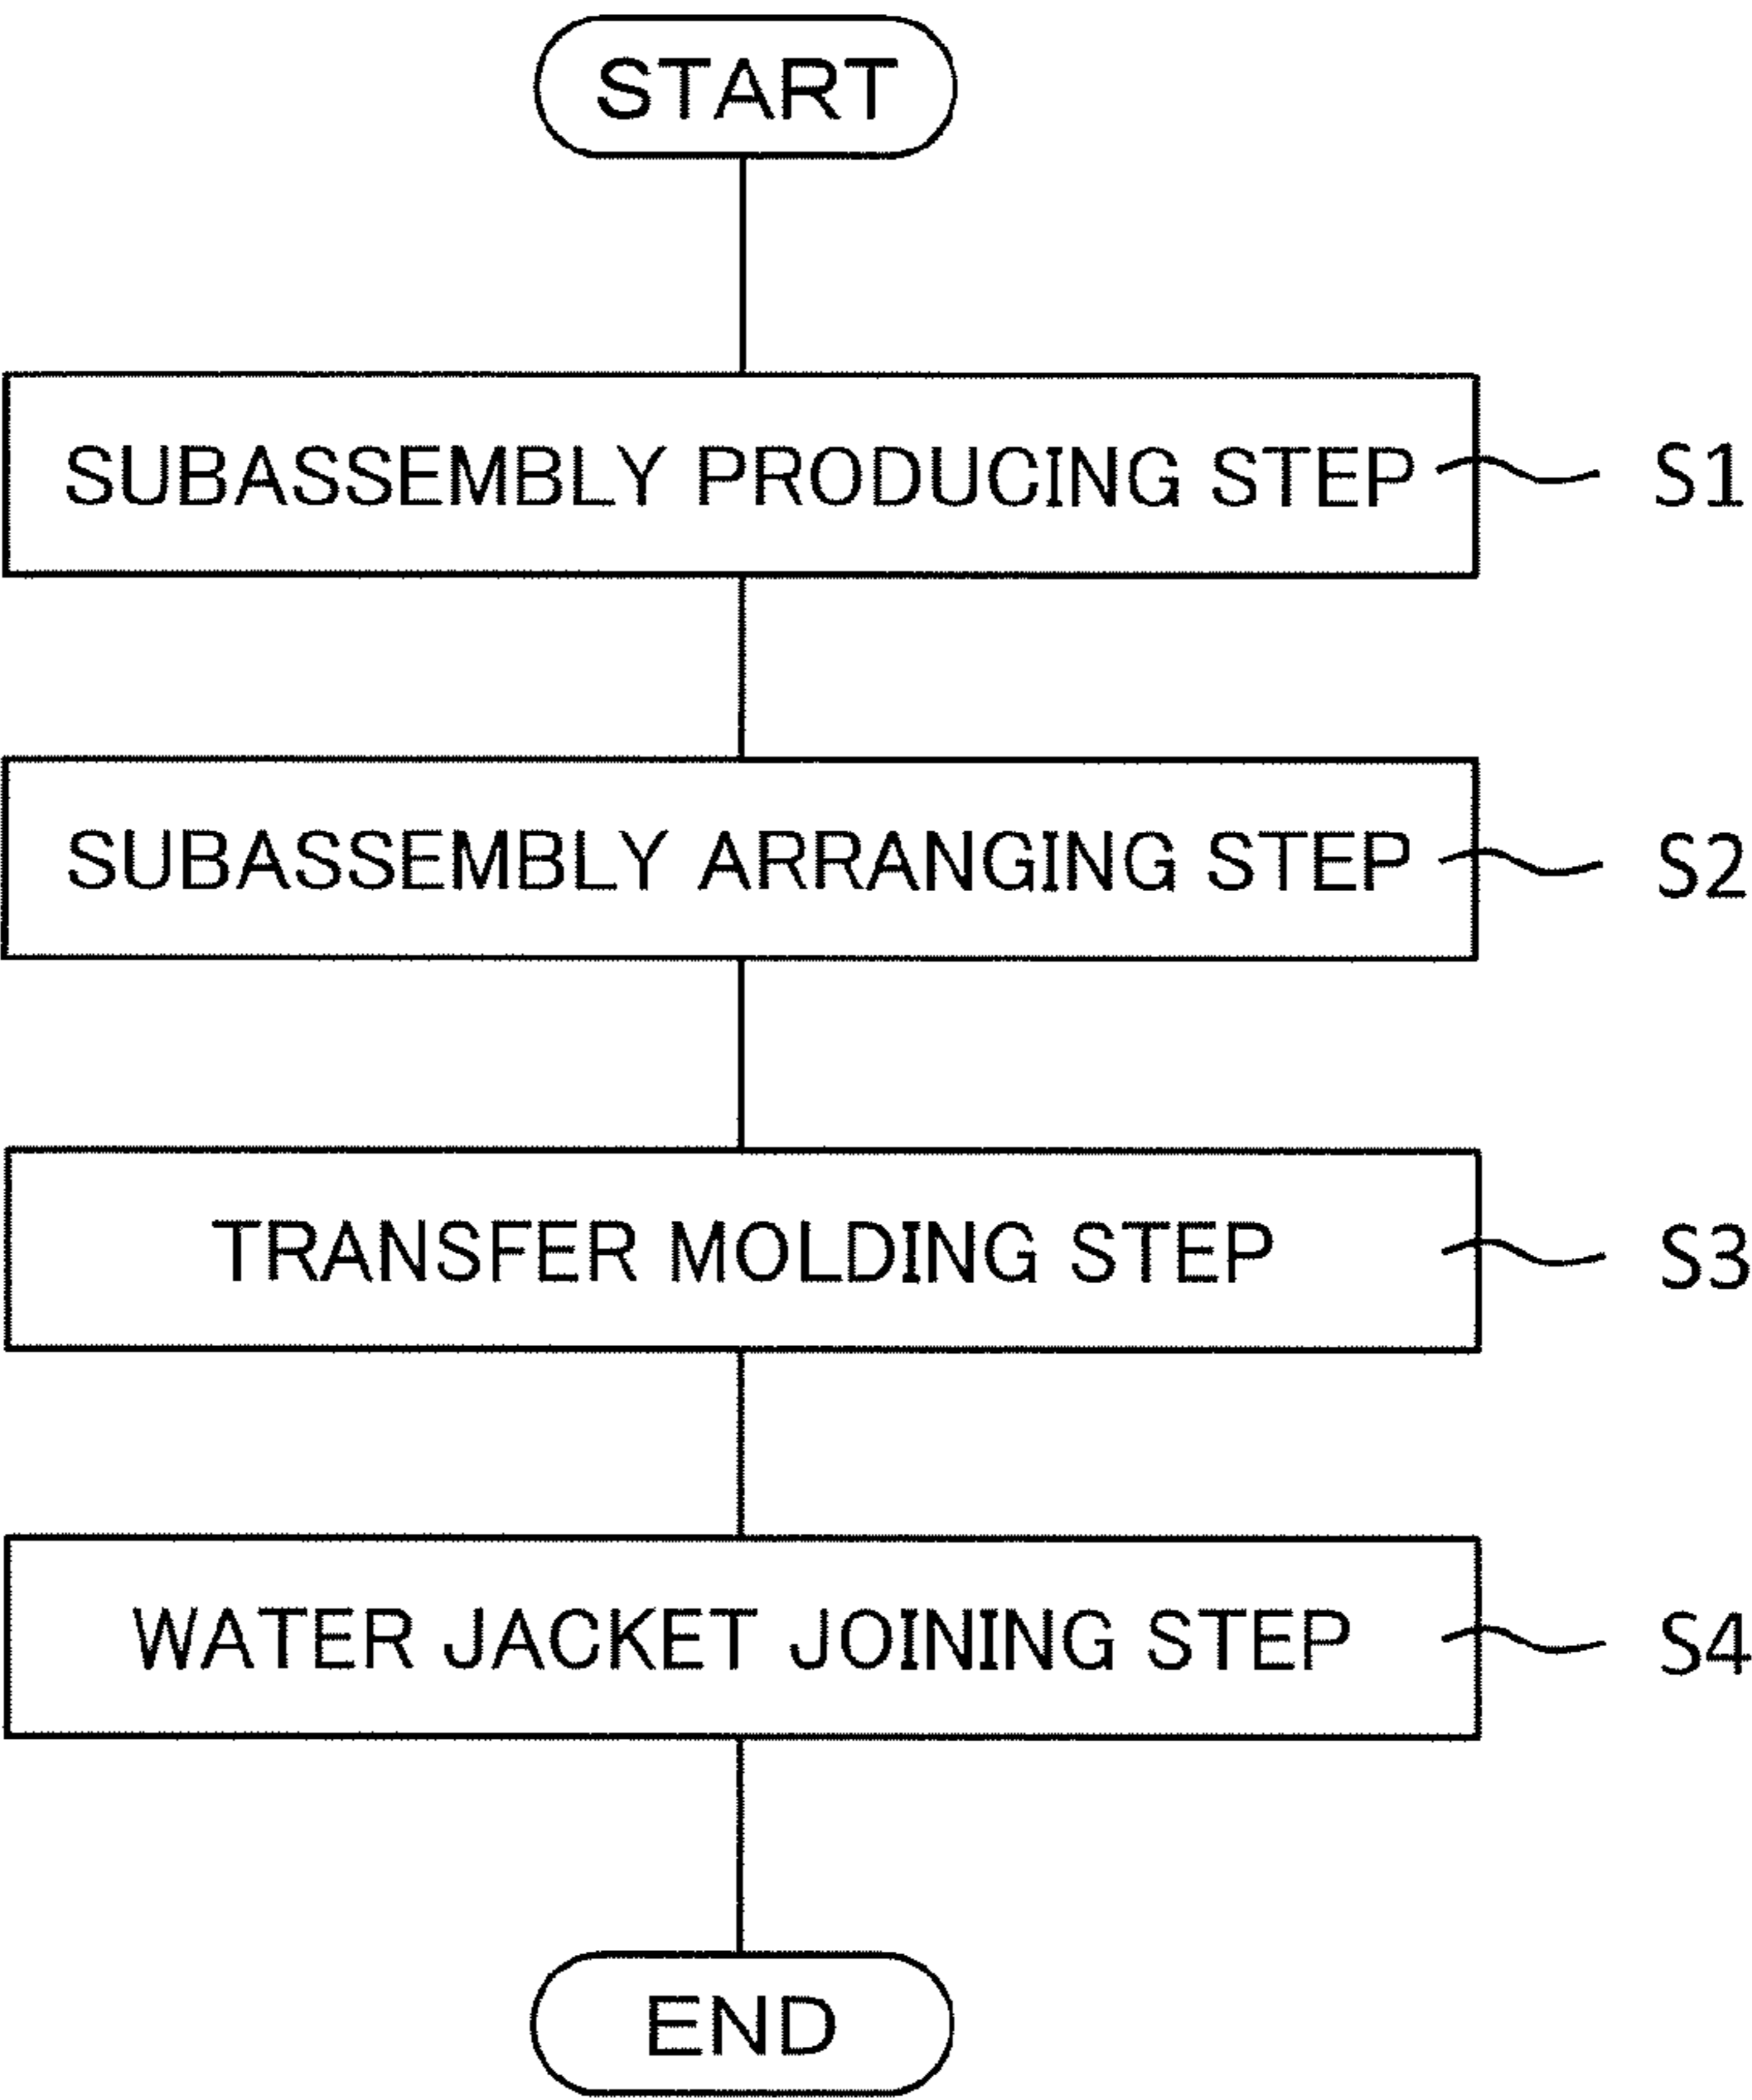 START
SUBASSEMBLY PRODUCING STEP S1
SUBASSEMBLY ARRANGING STEP S2
TRANSFER MOLDING STEP S3
WATER JACKET JOINING STEP S4
END